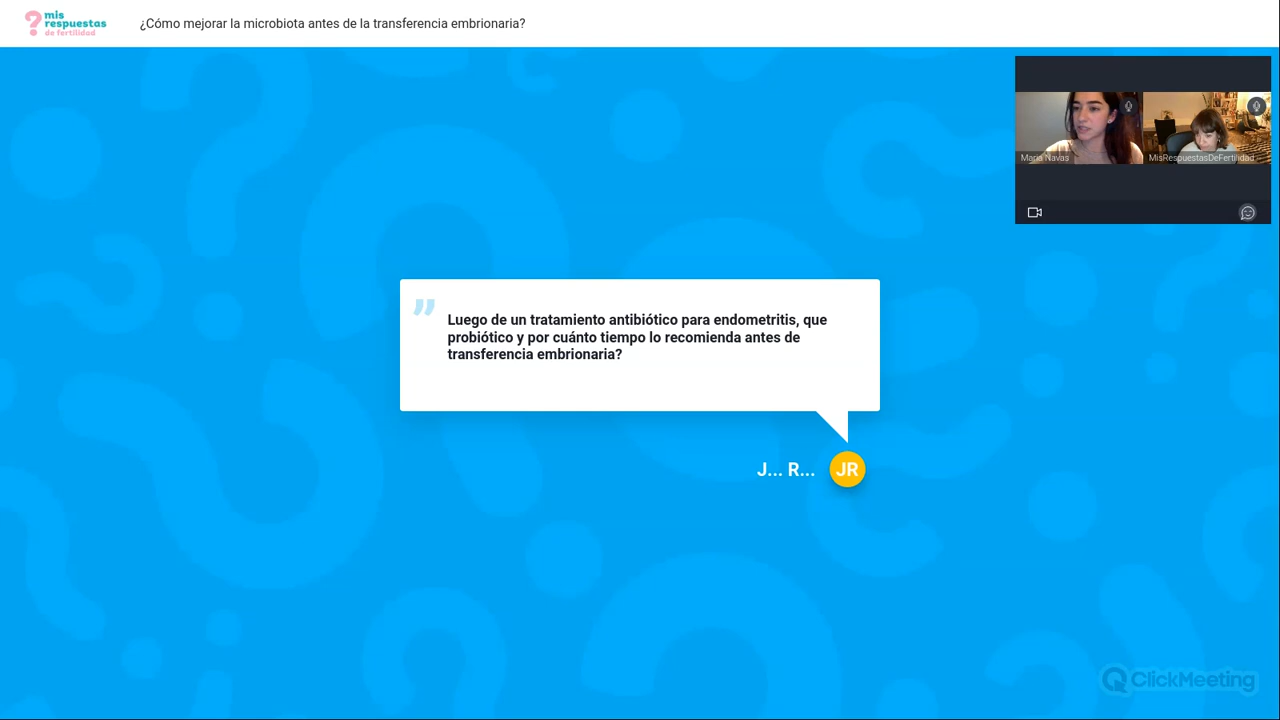 mis
respuestas
de fertilidad
¿Cómo mejorar la microbiota antes de la transferencia embrionaria?
María Navas
MisRespuestasDeFertilidad
Luego de un tratamiento antibiótico para endometritis, que
probiótico y por cuánto tiempo lo recomienda antes de
transferencia embrionaria?
J... R...
JR
ClickMeeting